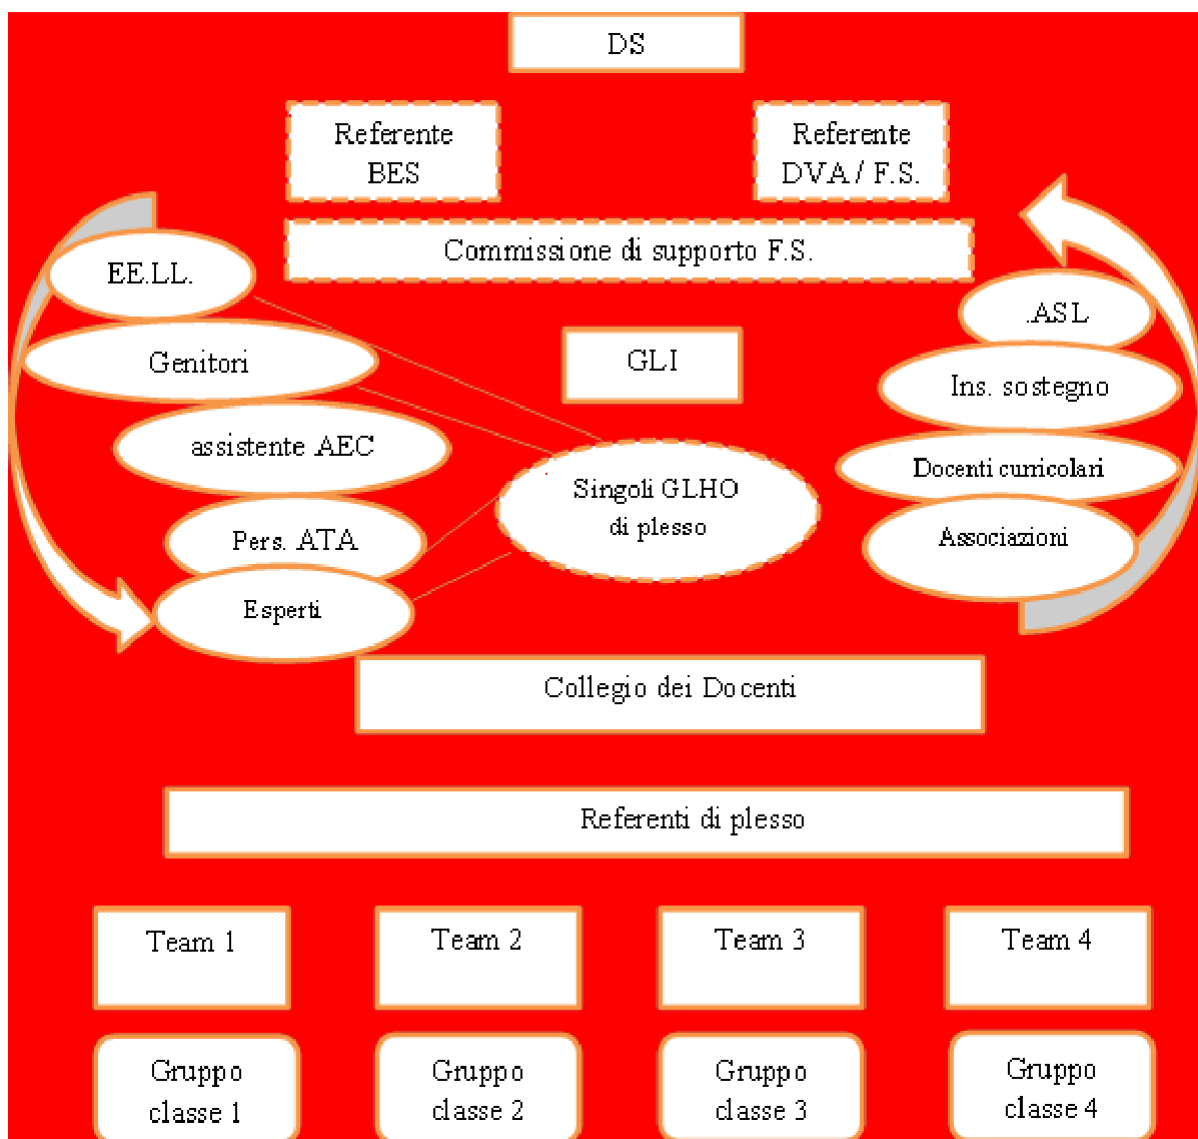 DS
Referente
BES
Referente
DVA / F.S.
Commissione di supporto F.S.
EE.LL.
Genitori
assistente AEC
Pers. ATA
Esperti
GLI
Singoli GLHO
di plesso
.ASL
Ins. sostegno
Docenti curricolari
Associazioni
Collegio dei Docenti
Referenti di plesso
Team 1
Team 2
Team 3
Team 4
Gruppo
classe 1
Gruppo
classe 2
Gruppo
classe 3
Gruppo
classe 4